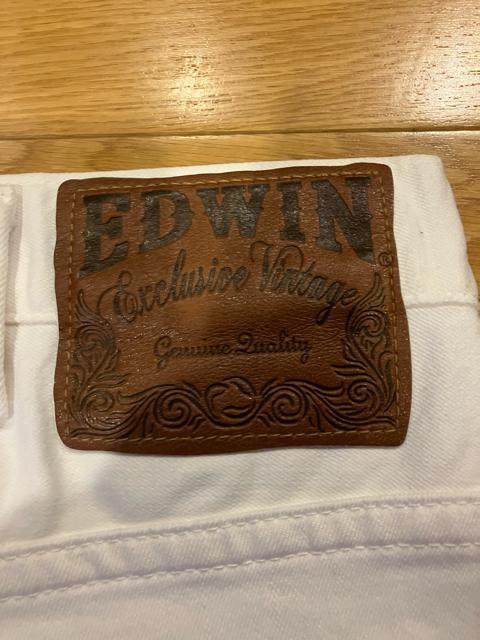 EDWIN
®
Exclusive Vintage
Genuine Quality